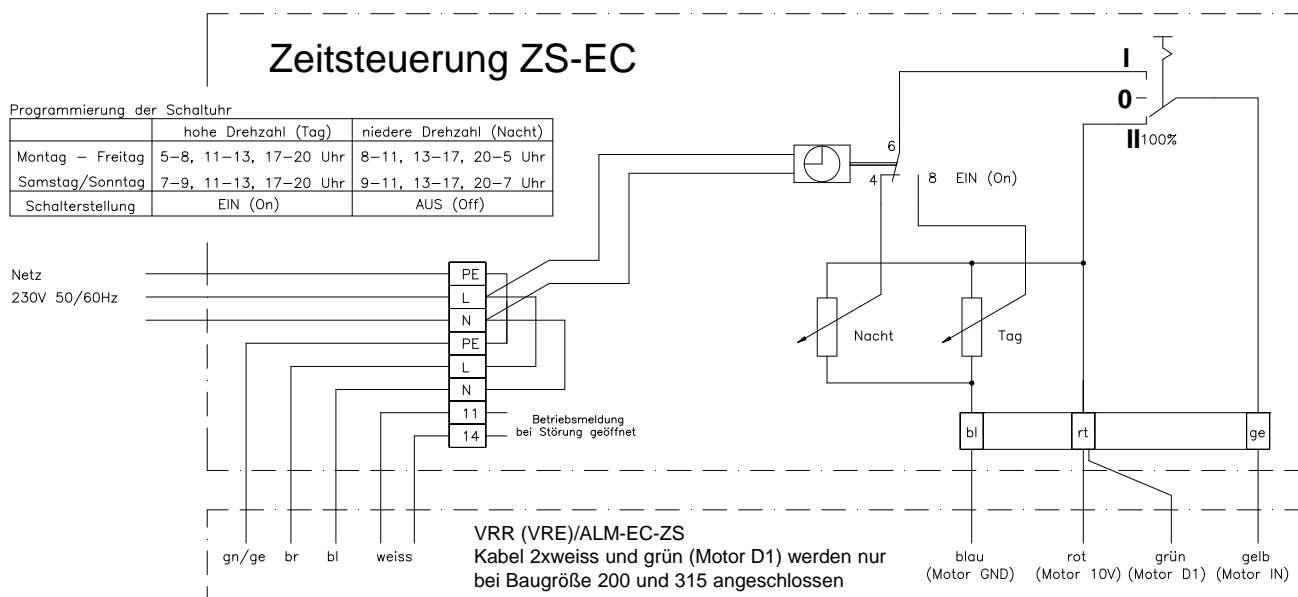 Zeitsteuerung ZS-EC
Programmierung der Schaltuhr
hohe Drehzahl (Tag) niedere Drehzahl (Nacht)
Montag – Freitag 5-8, 11-13, 17-20 Uhr 8-11, 13-17, 20-5 Uhr
Samstag/Sonntag 7-9, 11-13, 17-20 Uhr 9-11, 13-17, 20-7 Uhr
Schalterstellung EIN (On) AUS (Off)
I
0
II 100%
6
4
8 EIN (On)
Netz
230V 50/60Hz
PE
L
N
PE
L
N
11
14
Betriebsmeldung
bei Störung geöffnet
Nacht
Tag
bl
rt
ge
gn/ge
br
bl
weiss
VRR (VRE)/ALM-EC-ZS
Kabel 2xweiss und grün (Motor D1) werden nur
bei Baugröße 200 und 315 angeschlossen
blau
(Motor GND)
rot
(Motor 10V)
grün
(Motor D1)
gelb
(Motor IN)